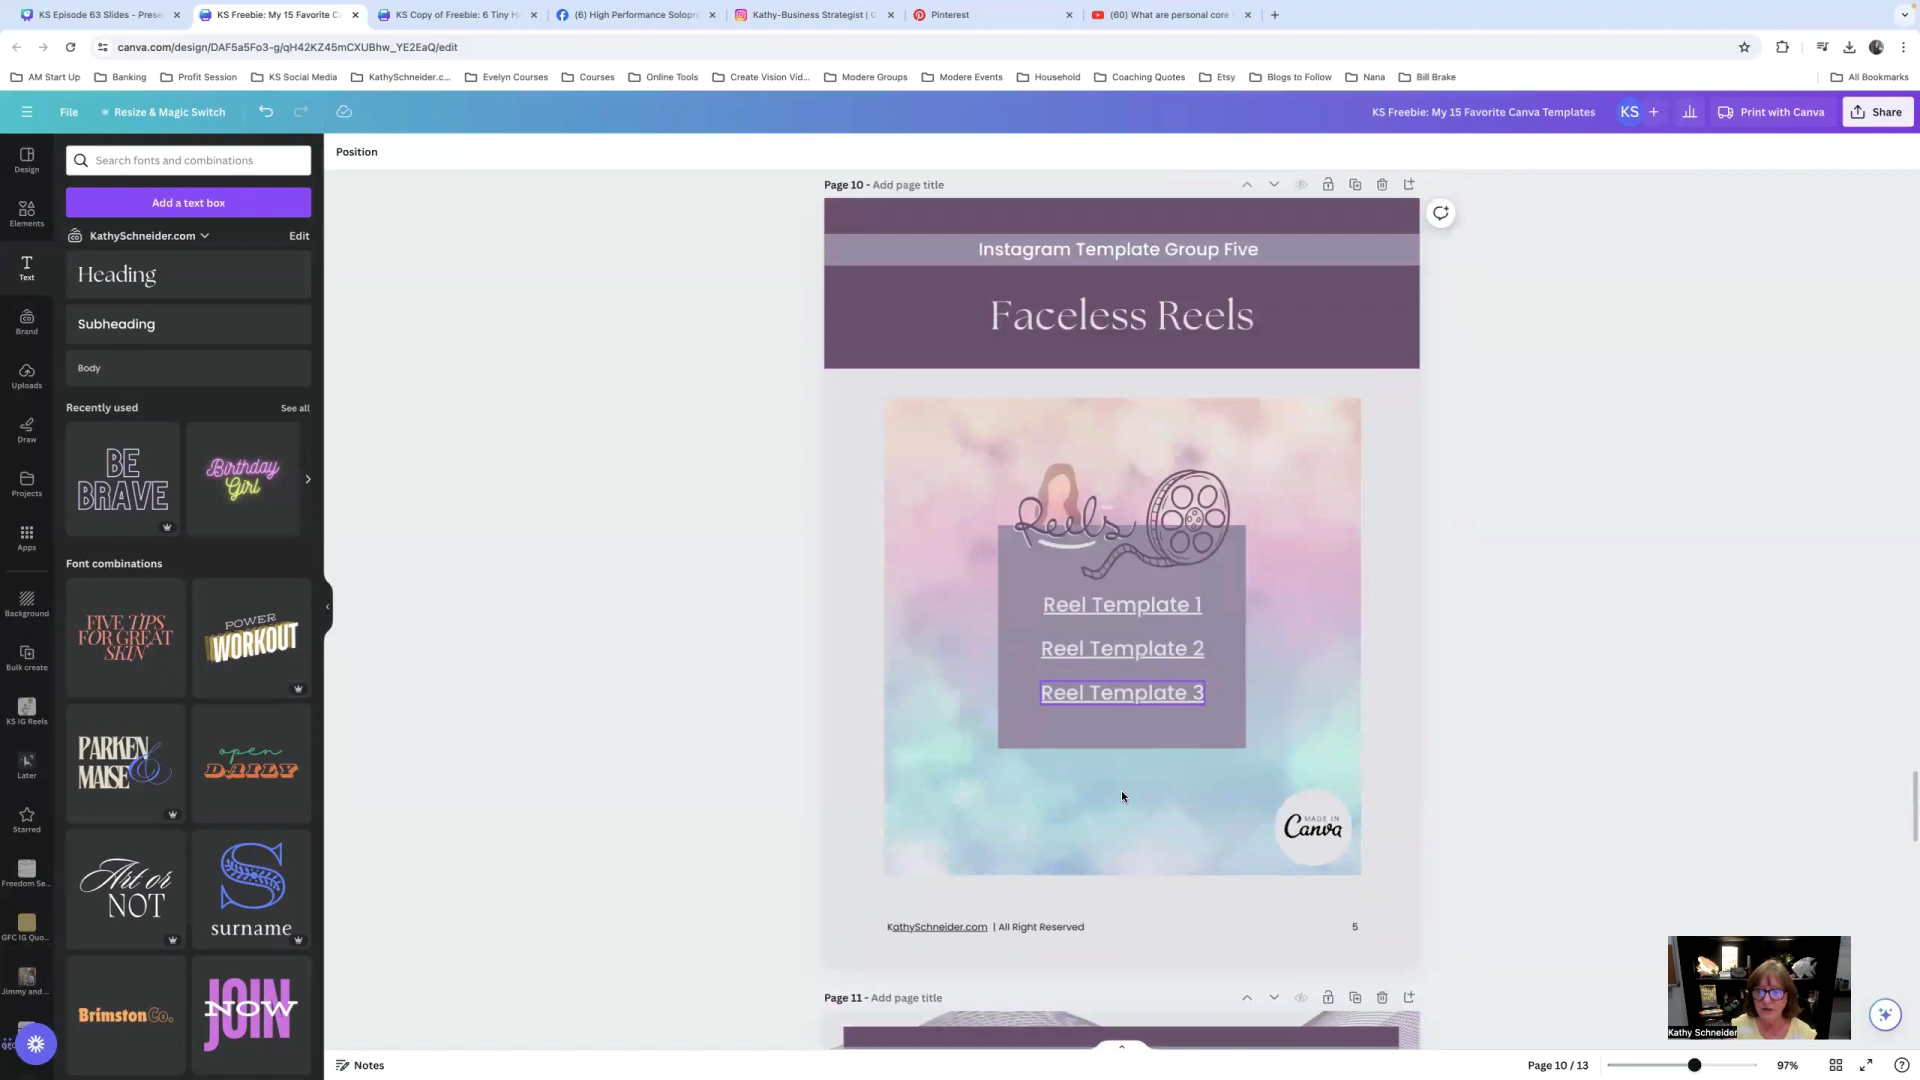 KS Episode 63 Slides - Prese
KS Freebie: My 15 Favorite C
KS Copy of Freebie: 6 Tiny H
(6) High Performance Solopr
Kathy-Business Strategist | C
Pinterest
(60) What are personal core
canva.com/design/DAF5a5Fo3-g/qH42KZ45mCXUBhw_YE2EaQ/edit
AM Start Up
Banking
Profit Session
KS Social Media
KathySchneider.c...
Evelyn Courses
Courses
Online Tools
Create Vision Vid...
Modere Groups
Modere Events
Household
Coaching Quotes
Etsy
Blogs to Follow
Nana
Bill Brake
All Bookmarks
File
Resize & Magic Switch
KS Freebie: My 15 Favorite Canva Templates
KS
Print with Canva
Share
Design
Elements
Text
Brand
Uploads
Draw
Projects
Apps
Background
Bulk create
KS IG Reels
Later
Starred
Freedom Se...
GFC IG Quo...
Jimmy and ...
Search fonts and combinations
Add a text box
KathySchneider.com
Edit
Heading
Subheading
Body
Recently used
See all
BE
BRAVE
Birthday
Girl
Font combinations
FIVE TIPS
FOR GREAT
SKIN
POWER
WORKOUT
PARKEN
& MAISE
open
DAILY
Art or
NOT
S
surname
Brimston Co.
JOIN
NOW
Position
Page 10 - Add page title
Instagram Template Group Five
Faceless Reels
Reels
Reel Template 1
Reel Template 2
Reel Template 3
MADE IN
Canva
KathySchneider.com | All Right Reserved
5
Page 11 - Add page title
Kathy Schneider
Notes
Page 10 / 13
97%